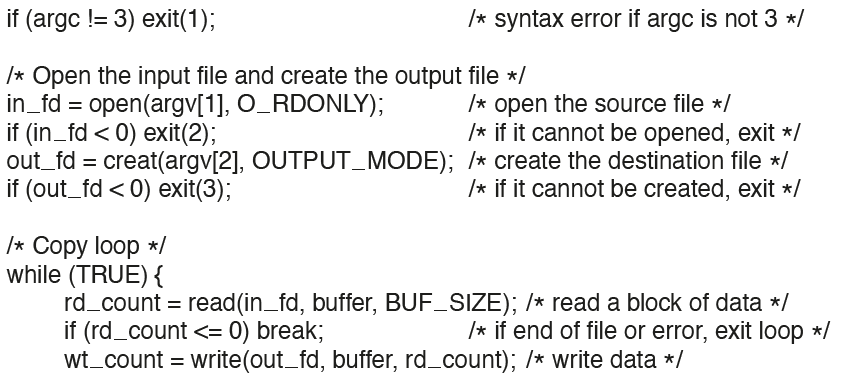 if (argc != 3) exit(1); /* syntax error if argc is not 3 */
/* Open the input file and create the output file */
in_fd = open(argv[1], O_RDONLY); /* open the source file */
if (in_fd < 0) exit(2); /* if it cannot be opened, exit */
out_fd = creat(argv[2], OUTPUT_MODE); /* create the destination file */
if (out_fd < 0) exit(3); /* if it cannot be created, exit */
/* Copy loop */
while (TRUE) {
rd_count = read(in_fd, buffer, BUF_SIZE); /* read a block of data */
if (rd_count <= 0) break; /* if end of file or error, exit loop */
wt_count = write(out_fd, buffer, rd_count); /* write data */